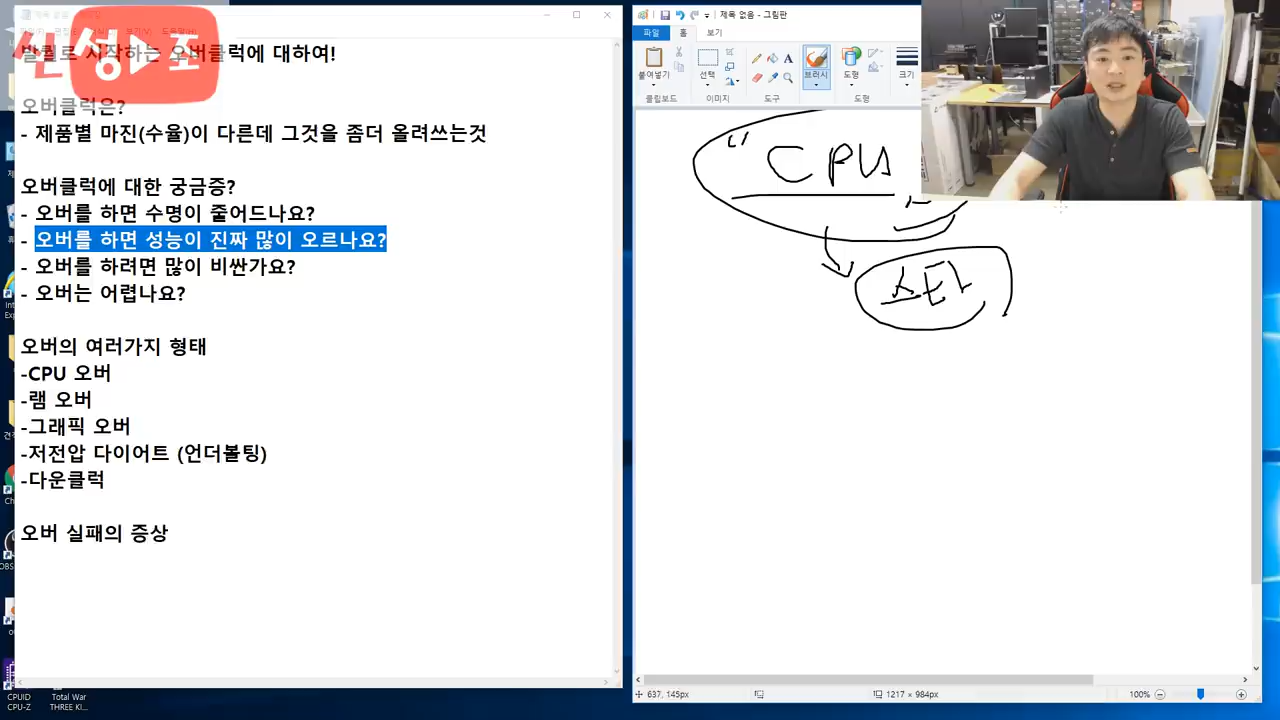 제목 없음 - 그림판
파일
홈
보기
붙여넣기
선택
브러시
도형
크기
클립보드
이미지
도구
도형
신성조
발퀄로 시작하는 오버클럭에 대하여!
오버클럭은?
- 제품별 마진(수율)이 다른데 그것을 좀더 올려쓰는것
오버클럭에 대한 궁금증?
- 오버를 하면 수명이 줄어드나요?
- 오버를 하면 성능이 진짜 많이 오르나요?
- 오버를 하려면 많이 비싼가요?
- 오버는 어렵나요?
오버의 여러가지 형태
-CPU 오버
-램 오버
-그래픽 오버
-저전압 다이어트 (언더볼팅)
-다운클럭
오버 실패의 증상
" CPU
CPUID
CPU-Z
Total War
THREE KI...
637, 145px
1217 × 984px
100%